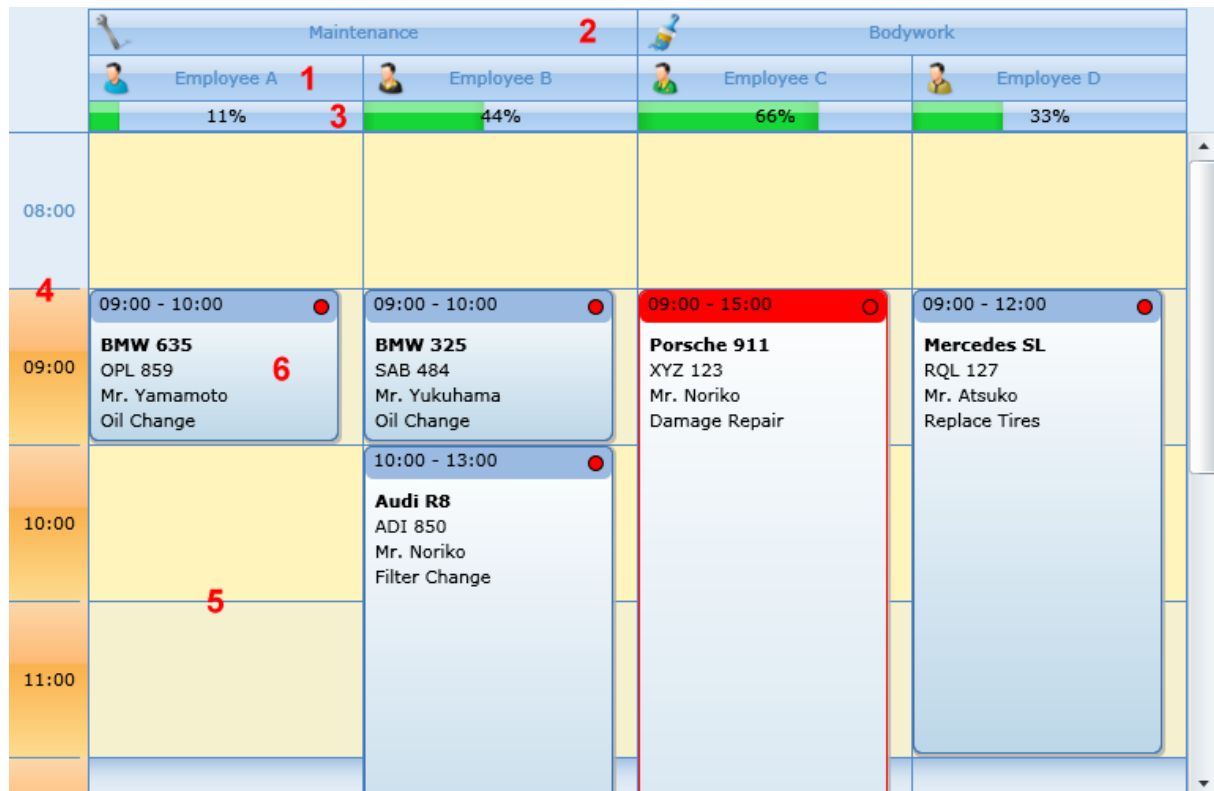 Maintenance 2 Bodywork
Employee A 1 Employee B Employee C Employee D
11% 3 44% 66% 33%
08:00
4
09:00 - 10:00 09:00 - 10:00 09:00 - 15:00 09:00 - 12:00
BMW 635 BMW 325 Porsche 911 Mercedes SL
09:00 OPL 859 6 SAB 484 XYZ 123 RQL 127
Mr. Yamamoto Mr. Yukuhama Mr. Noriko Mr. Atsuko
Oil Change Oil Change Damage Repair Replace Tires
10:00 - 13:00
Audi R8
10:00 ADI 850
Mr. Noriko
Filter Change
5
11:00